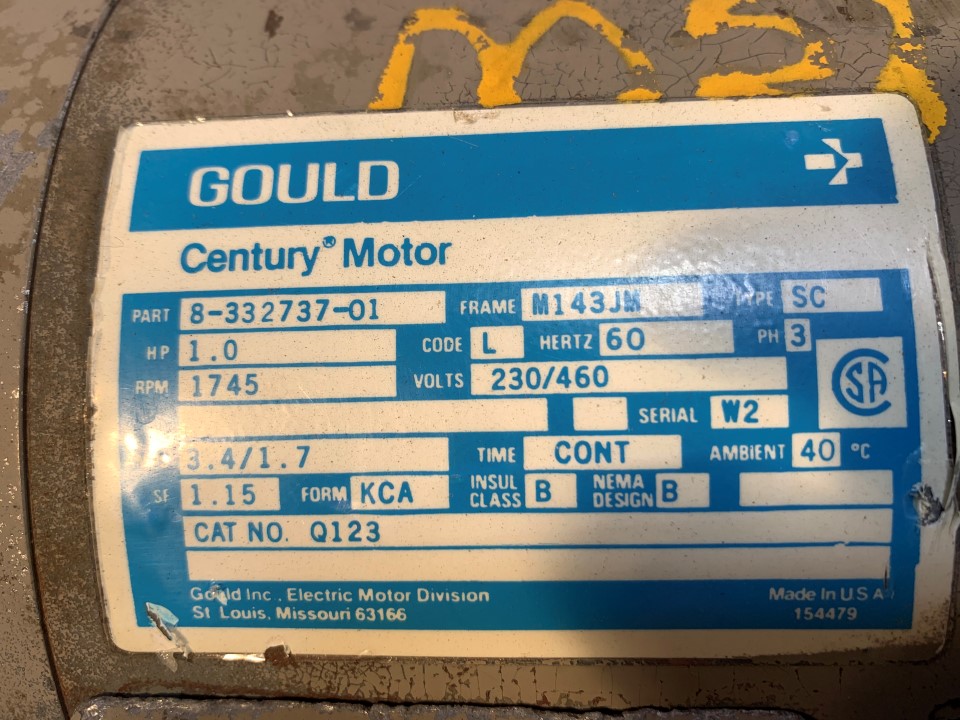 GOULD
Century® Motor
PART 8-332737-01 FRAME M143JM TYPE SC
HP 1.0 CODE L HERTZ 60 PH 3
RPM 1745 VOLTS 230/460
SERIAL W2
3.4/1.7 TIME CONT AMBIENT 40 °C
SF 1.15 FORM KCA INSUL CLASS B NEMA DESIGN B
CAT NO. Q123
Gould Inc., Electric Motor Division
St Louis, Missouri 63166
Made In U S A
154479